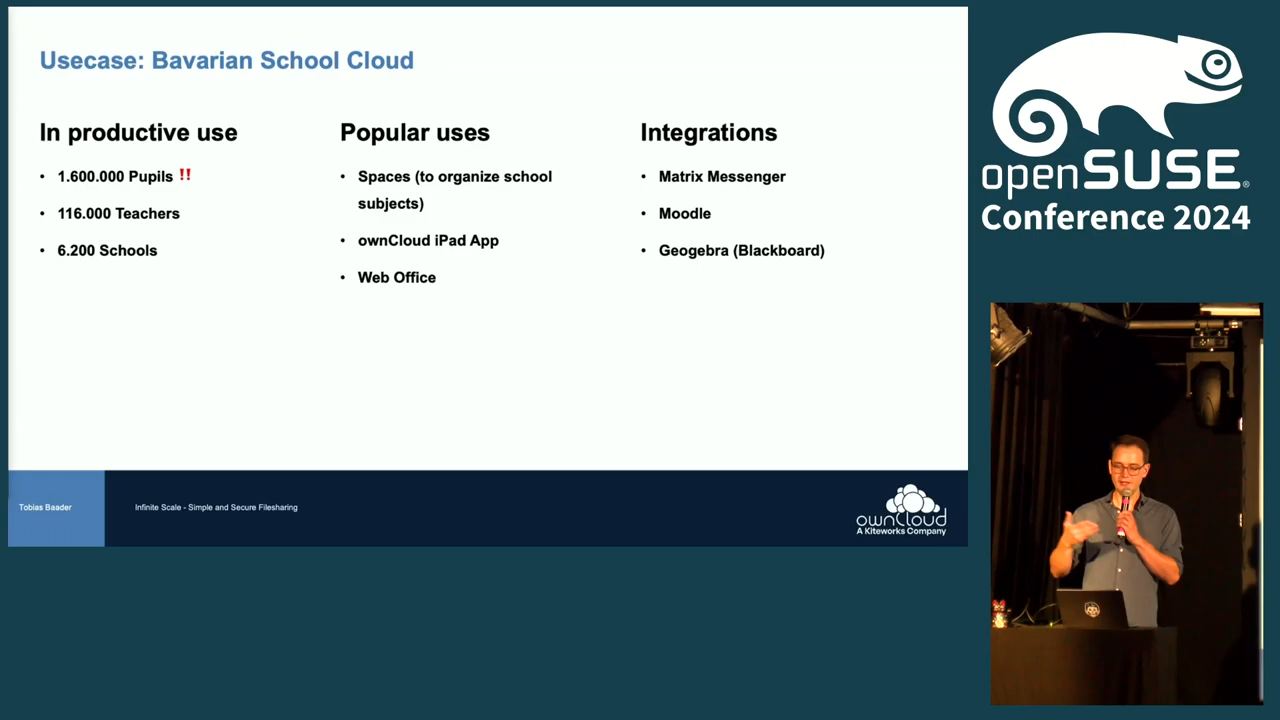 Usecase: Bavarian School Cloud
In productive use
• 1.600.000 Pupils ‼
• 116.000 Teachers
• 6.200 Schools
Popular uses
• Spaces (to organize school
subjects)
• ownCloud iPad App
• Web Office
Integrations
• Matrix Messenger
• Moodle
• Geogebra (Blackboard)
Tobias Baader
Infinite Scale - Simple and Secure Filesharing
ownCloud
A Kiteworks Company
openSUSE®
Conference 2024